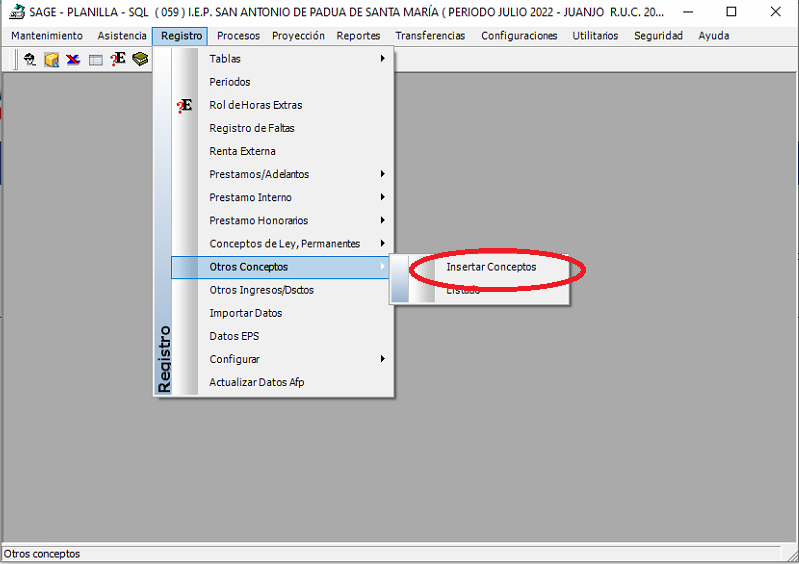 SAGE - PLANILLA - SQL ( 059 ) I.E.P. SAN ANTONIO DE PADUA DE SANTA MARÍA ( PERIODO JULIO 2022 - JUANJO R.U.C. 20...
Mantenimiento Asistencia Registro Procesos Proyección Reportes Transferencias Configuraciones Utilitarios Seguridad Ayuda
?E
Tablas
Periodos
?E Rol de Horas Extras
Registro de Faltas
Renta Externa
Prestamos/Adelantos
Prestamo Interno
Prestamo Honorarios
Conceptos de Ley, Permanentes
Otros Conceptos
Insertar Conceptos
Otros Ingresos/Dsctos
Listado
Importar Datos
Datos EPS
Configurar
Actualizar Datos Afp
Registro
Otros conceptos